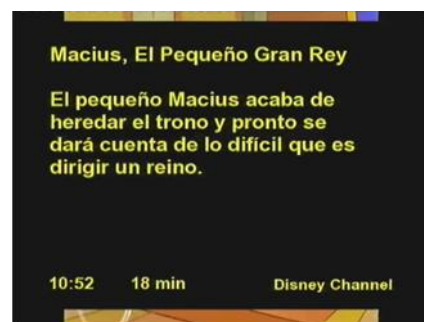 Macius, El Pequeño Gran Rey
El pequeño Macius acaba de
heredar el trono y pronto se
dará cuenta de lo difícil que es
dirigir un reino.
10:52 18 min Disney Channel